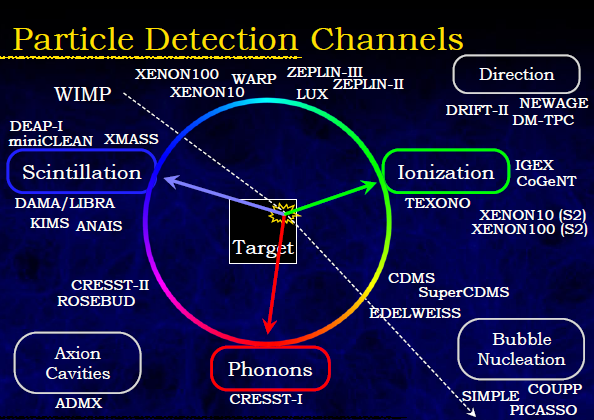 Particle Detection Channels
XENON100
WARP
ZEPLIN-III
XENON10
LUX
ZEPLIN-II
WIMP
Direction
DRIFT-II
NEWAGE
DM-TPC
DEAP-I
miniCLEAN
XMASS
Scintillation
DAMA/LIBRA
KIMS
ANAIS
Ionization
IGEX
CoGeNT
TEXONO
XENON10 (S2)
XENON100 (S2)
Target
CRESST-II
ROSEBUD
CDMS
SuperCDMS
EDELWEISS
Axion
Cavities
ADMX
Phonons
CRESST-I
Bubble
Nucleation
SIMPLE
COUPP
PICASSO